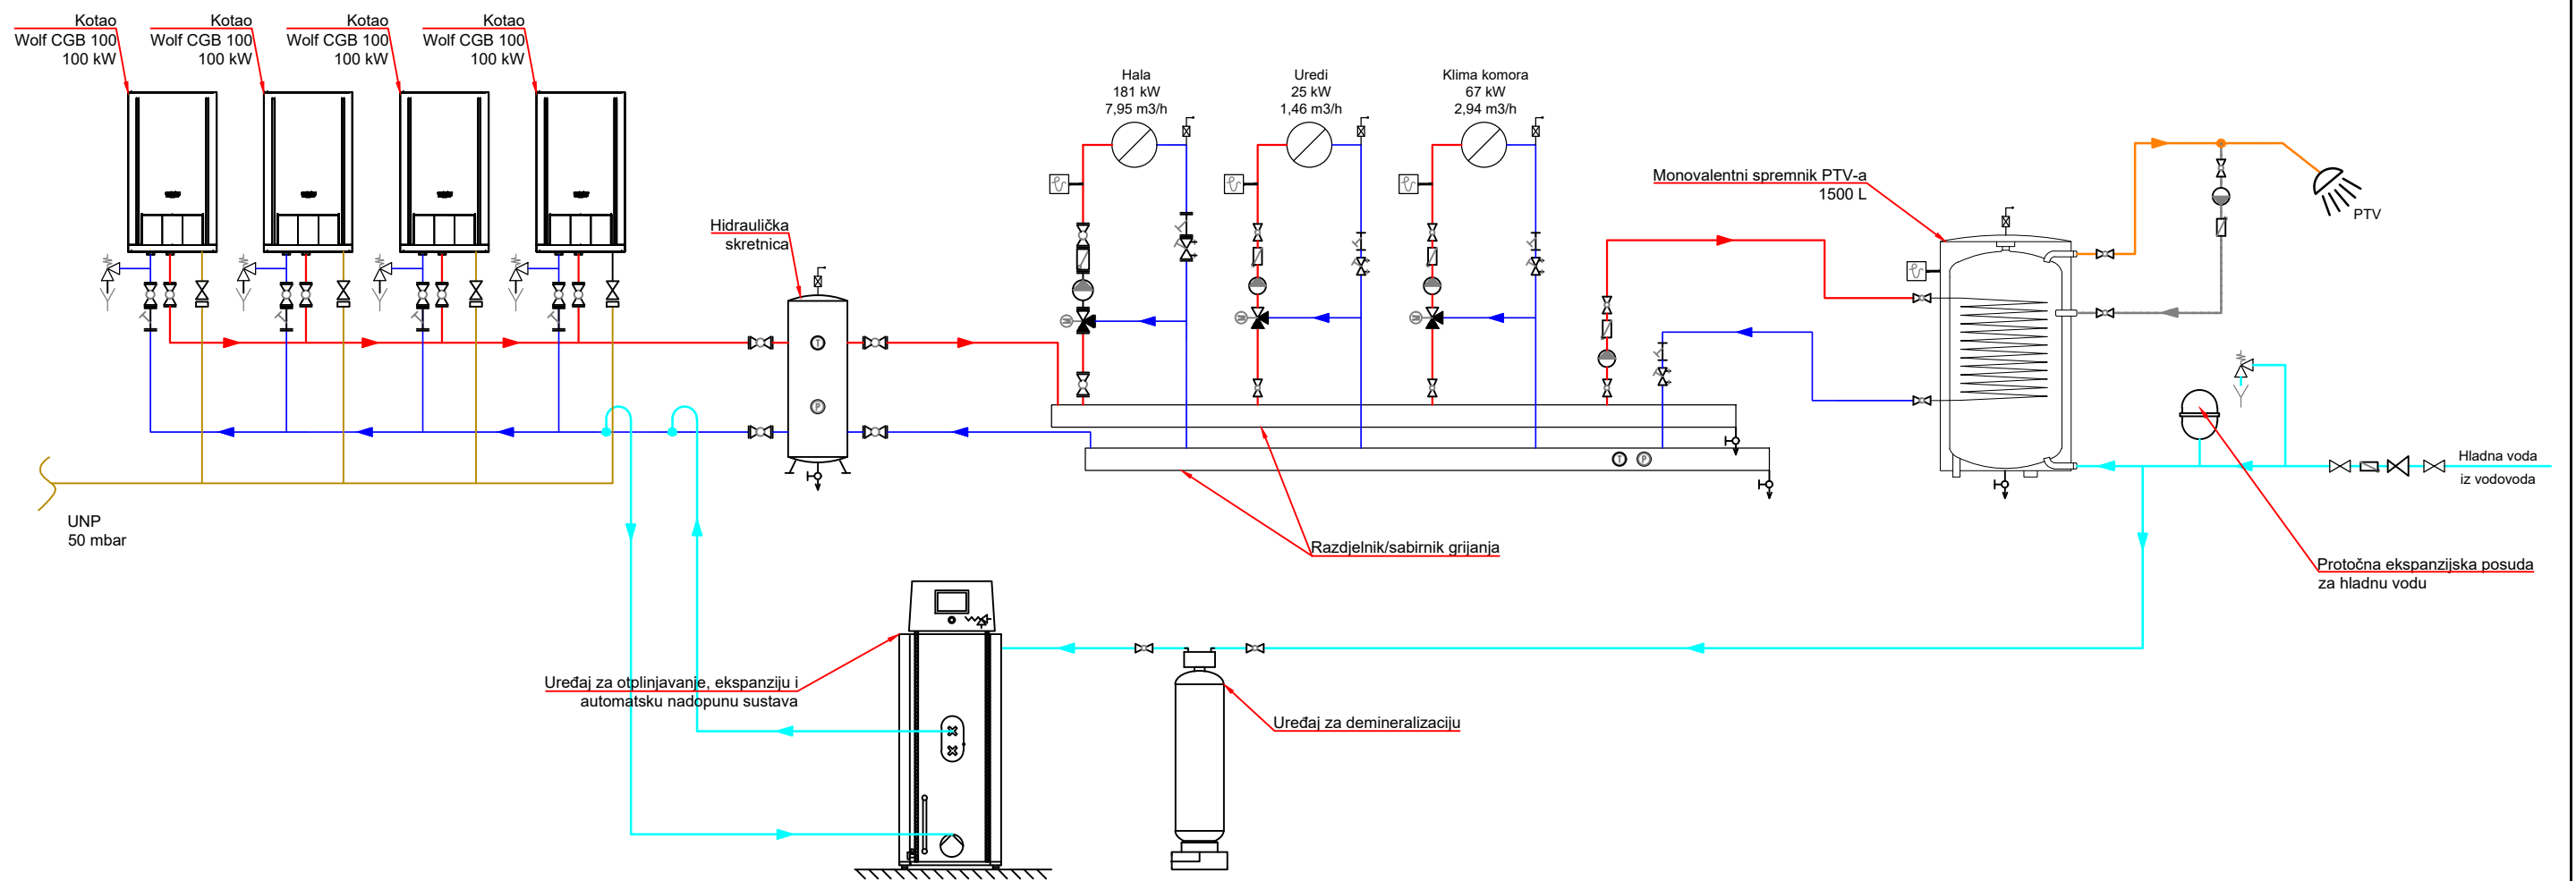 Kotao
Wolf CGB 100
100 kW
Kotao
Wolf CGB 100
100 kW
Kotao
Wolf CGB 100
100 kW
Kotao
Wolf CGB 100
100 kW
Hala
181 kW
7,95 m3/h
Uredi
25 kW
1,46 m3/h
Klima komora
67 kW
2,94 m3/h
Monovalentni spremnik PTV-a
1500 L
PTV
Hidraulička
skretnica
M
M
M
T
P
T
P
Hladna voda
iz vodovoda
UNP
50 mbar
Razdjelnik/sabirnik grijanja
Protočna ekspanzijska posuda
za hladnu vodu
Uređaj za otplinjavanje, ekspanziju i
automatsku nadopunu sustava
Uređaj za demineralizaciju